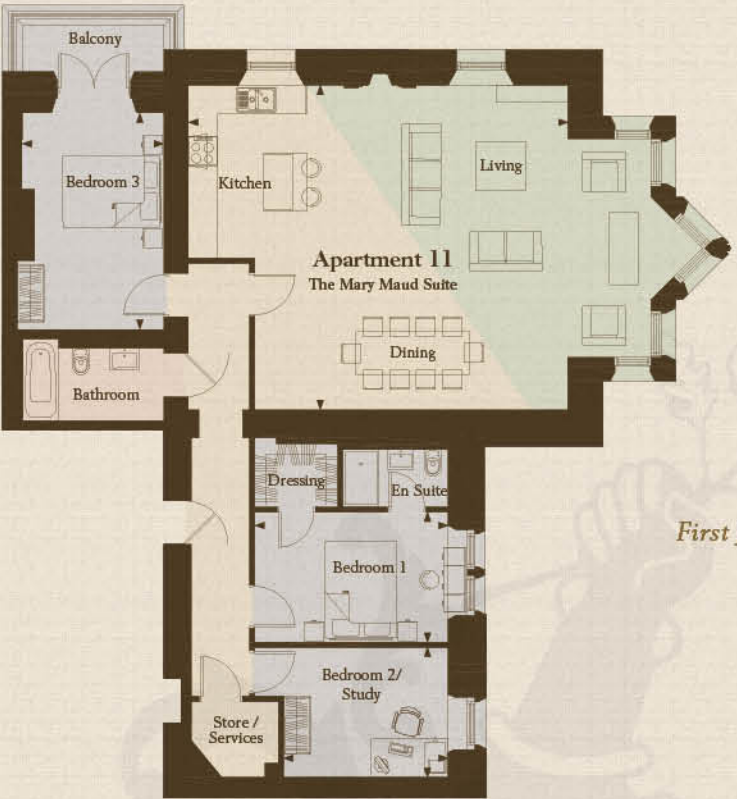 Balcony
Bedroom 3
Kitchen
Living
Apartment 11
The Mary Maud Suite
Dining
Bathroom
Dressing
En Suite
First
Bedroom 1
Bedroom 2/
Study
Store /
Services